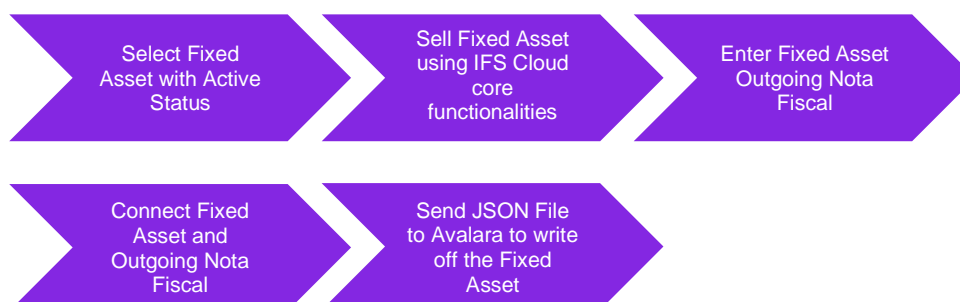 Select Fixed
Asset with Active
Status
Sell Fixed Asset
using IFS Cloud
core
functionalities
Enter Fixed Asset
Outgoing Nota
Fiscal
Connect Fixed
Asset and
Outgoing Nota
Fiscal
Send JSON File
to Avalara to write
off the Fixed
Asset